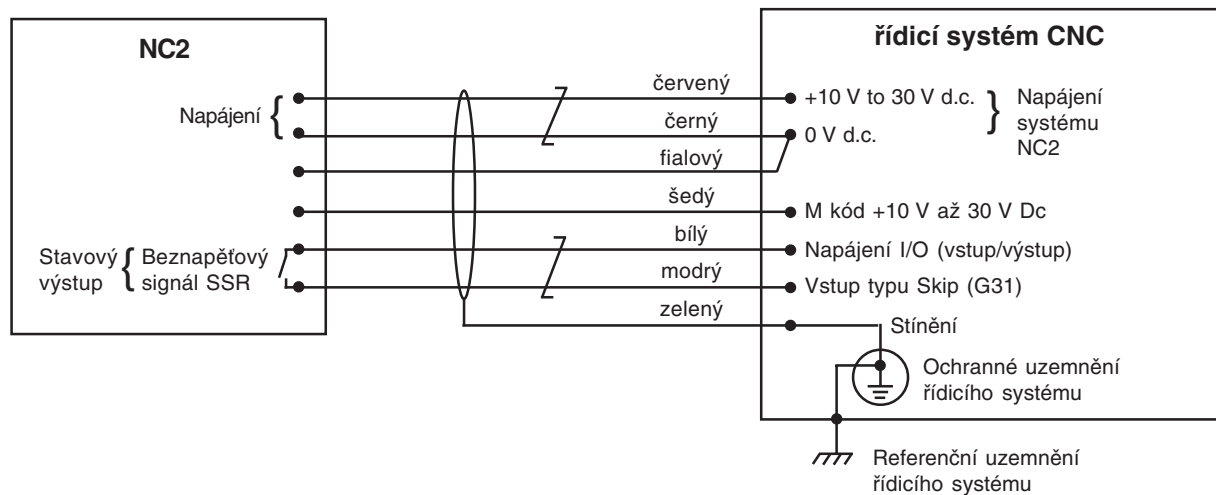 NC2
řídicí systém CNC
Napájení {
červený
+10 V to 30 V d.c.
} Napájení
systému
NC2
černý
0 V d.c.
fialový
šedý
M kód +10 V až 30 V Dc
bílý
Napájení I/O (vstup/výstup)
Stavový
výstup
{ Beznapěťový
signál SSR
modrý
Vstup typu Skip (G31)
zelený
Stínění
Ochranné uzemnění
řídicího systému
Referenční uzemnění
řídicího systému